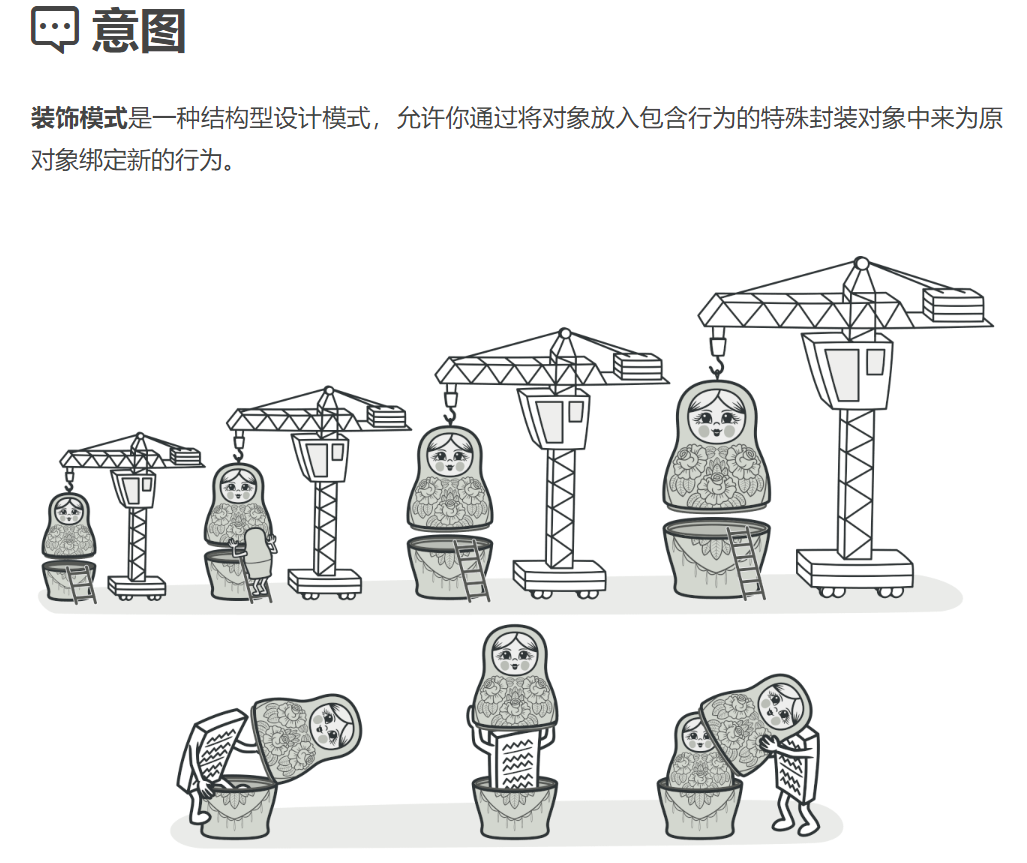 意图
装饰模式是一种结构型设计模式，允许你通过将对象放入包含行为的特殊封装对象中来为原
对象绑定新的行为。